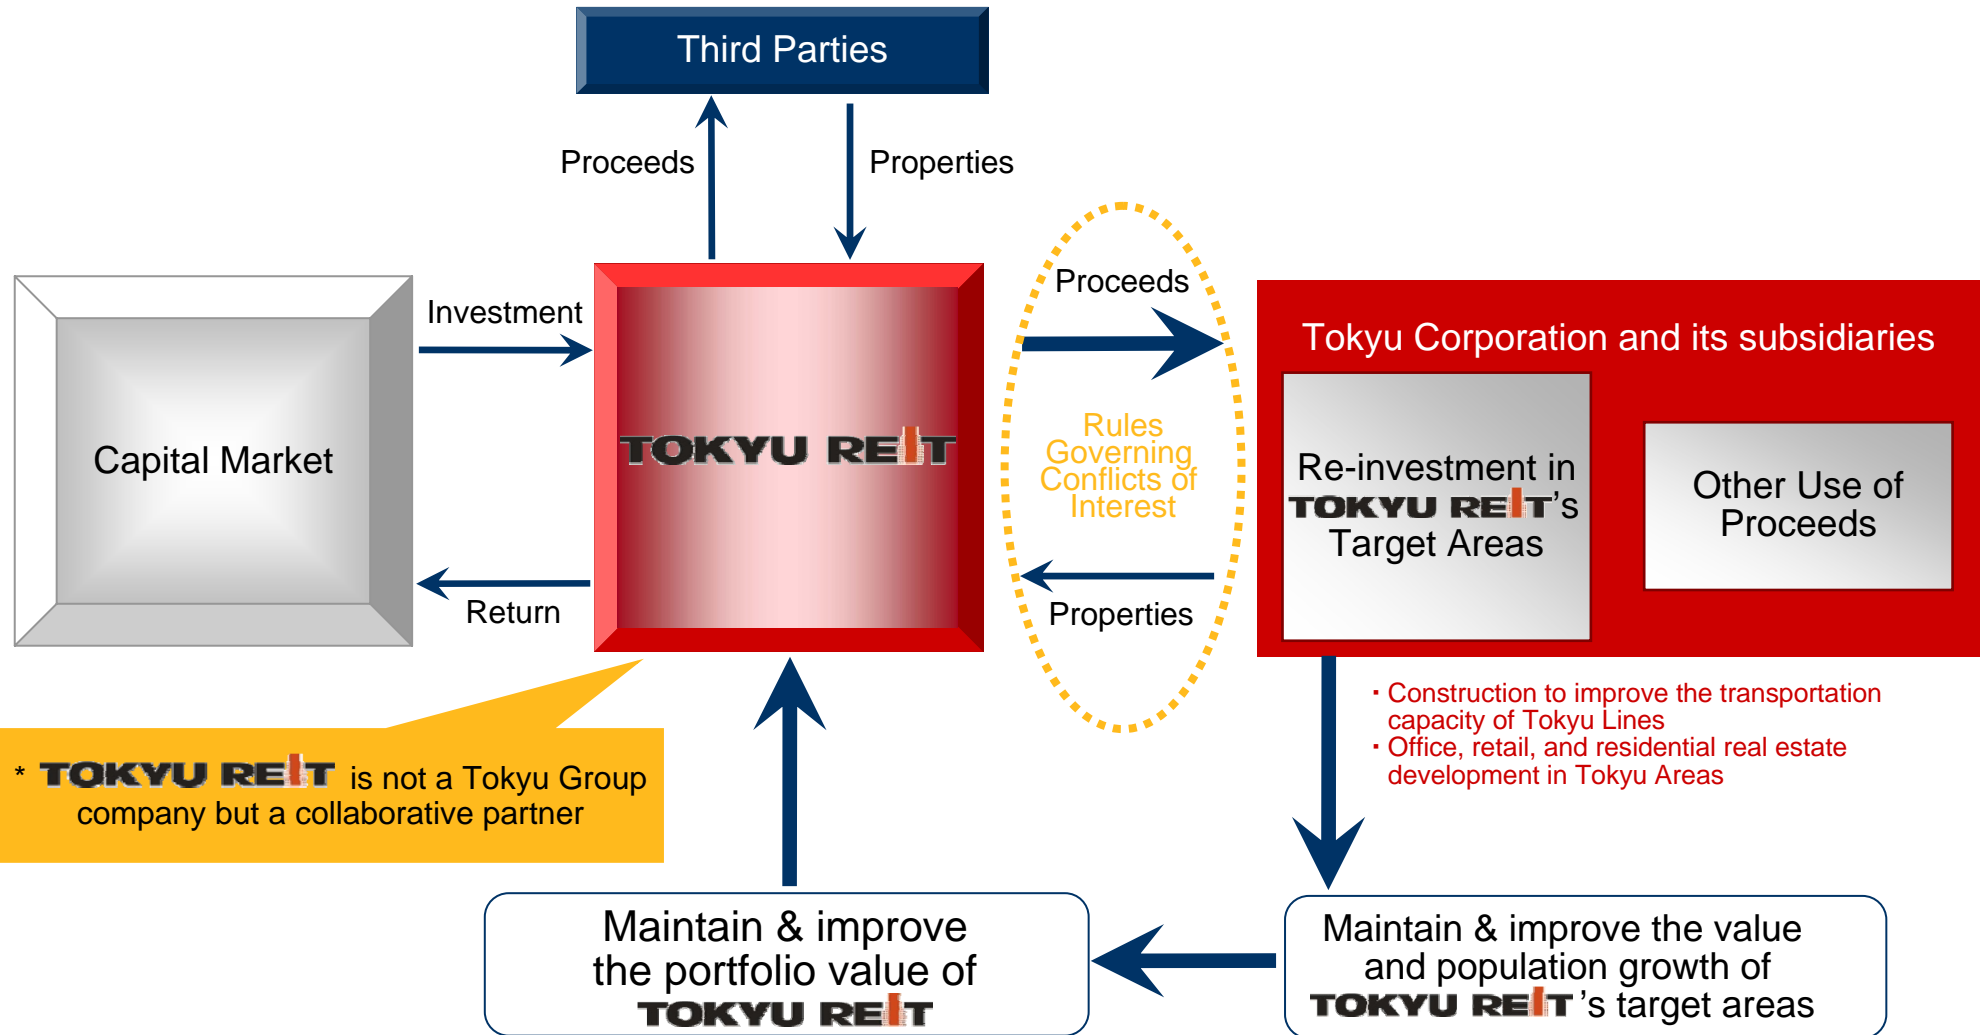 Third Parties
Proceeds
Properties
Investment
Capital Market
Return
TOKYU REIT
Proceeds
Rules
Governing
Conflicts of
Interest
Properties
Tokyu Corporation and its subsidiaries
Re-investment in
TOKYU REIT's
Target Areas
Other Use of
Proceeds
・Construction to improve the transportation
capacity of Tokyu Lines
・Office, retail, and residential real estate
development in Tokyu Areas
* TOKYU REIT is not a Tokyu Group
company but a collaborative partner
Maintain & improve
the portfolio value of
TOKYU REIT
Maintain & improve the value
and population growth of
TOKYU REIT's target areas